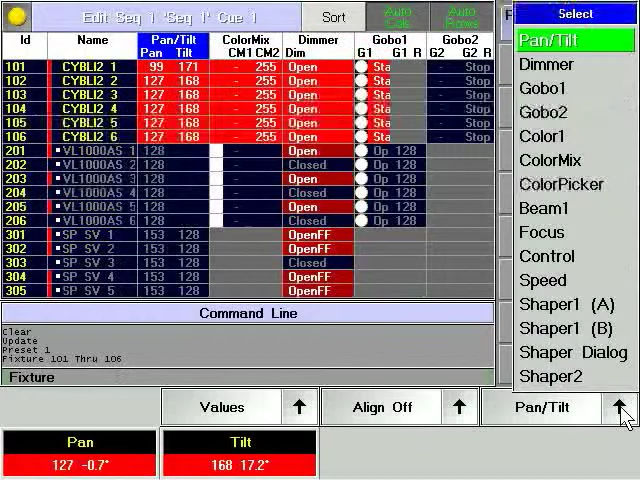 Edit Seq 1 'Seq 1' Cue 1 Sort Auto Cols Auto Rows F
Id Name Pan/Tilt ColorMix Dimmer Gobo1 Gobo2
Pan Tilt CM1 CM2 Dim G1 G1 R G2 G2 R
101 CYBLI2 1 99 171 - 255 Open Sta - Stop
102 CYBLI2 2 127 168 - 255 Open Sta - Stop
103 CYBLI2 3 127 168 - 255 Open Sta - Stop
104 CYBLI2 4 127 168 - 255 Open Sta - Stop
105 CYBLI2 5 127 168 - 255 Open Sta - Stop
106 CYBLI2 6 127 168 - 255 Open Sta - Stop
201 VL1000AS 1 128 - Open Op 128
202 VL1000AS 2 128 - Closed Op 128
203 VL1000AS 3 128 - Open Op 128
204 VL1000AS 4 128 - Closed Op 128
205 VL1000AS 5 128 - Open Op 128
206 VL1000AS 6 128 - Closed Op 128
301 SP SV 1 153 128 OpenFF
302 SP SV 2 153 128 OpenFF
303 SP SV 3 153 128 Closed
304 SP SV 4 153 128 OpenFF
305 SP SV 5 153 128 OpenFF
Command Line
Clear
Update
Preset 1
Fixture 101 Thru 106
Fixture
Select
Pan/Tilt
Dimmer
Gobo1
Gobo2
Color1
ColorMix
ColorPicker
Beam1
Focus
Control
Speed
Shaper1 (A)
Shaper1 (B)
Shaper Dialog
Shaper2
Values Align Off Pan/Tilt
Pan Tilt
127 -0.7° 168 17.2°